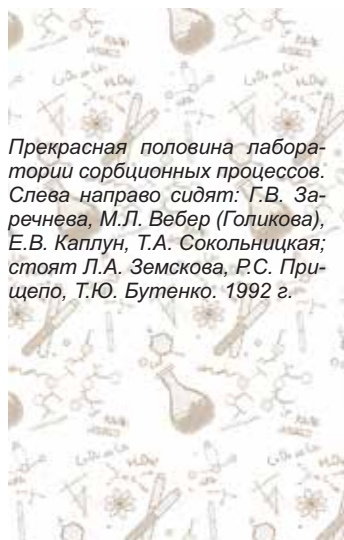 Прекрасная половина лабора-
тории сорбционных процессов.
Слева направо сидят: Г.В. За-
речнева, М.Л. Вебер (Голикова),
Е.В. Каплун, Т.А. Сокольницкая;
стоят Л.А. Земскова, Р.С. При-
щепо, Т.Ю. Бутенко. 1992 г.